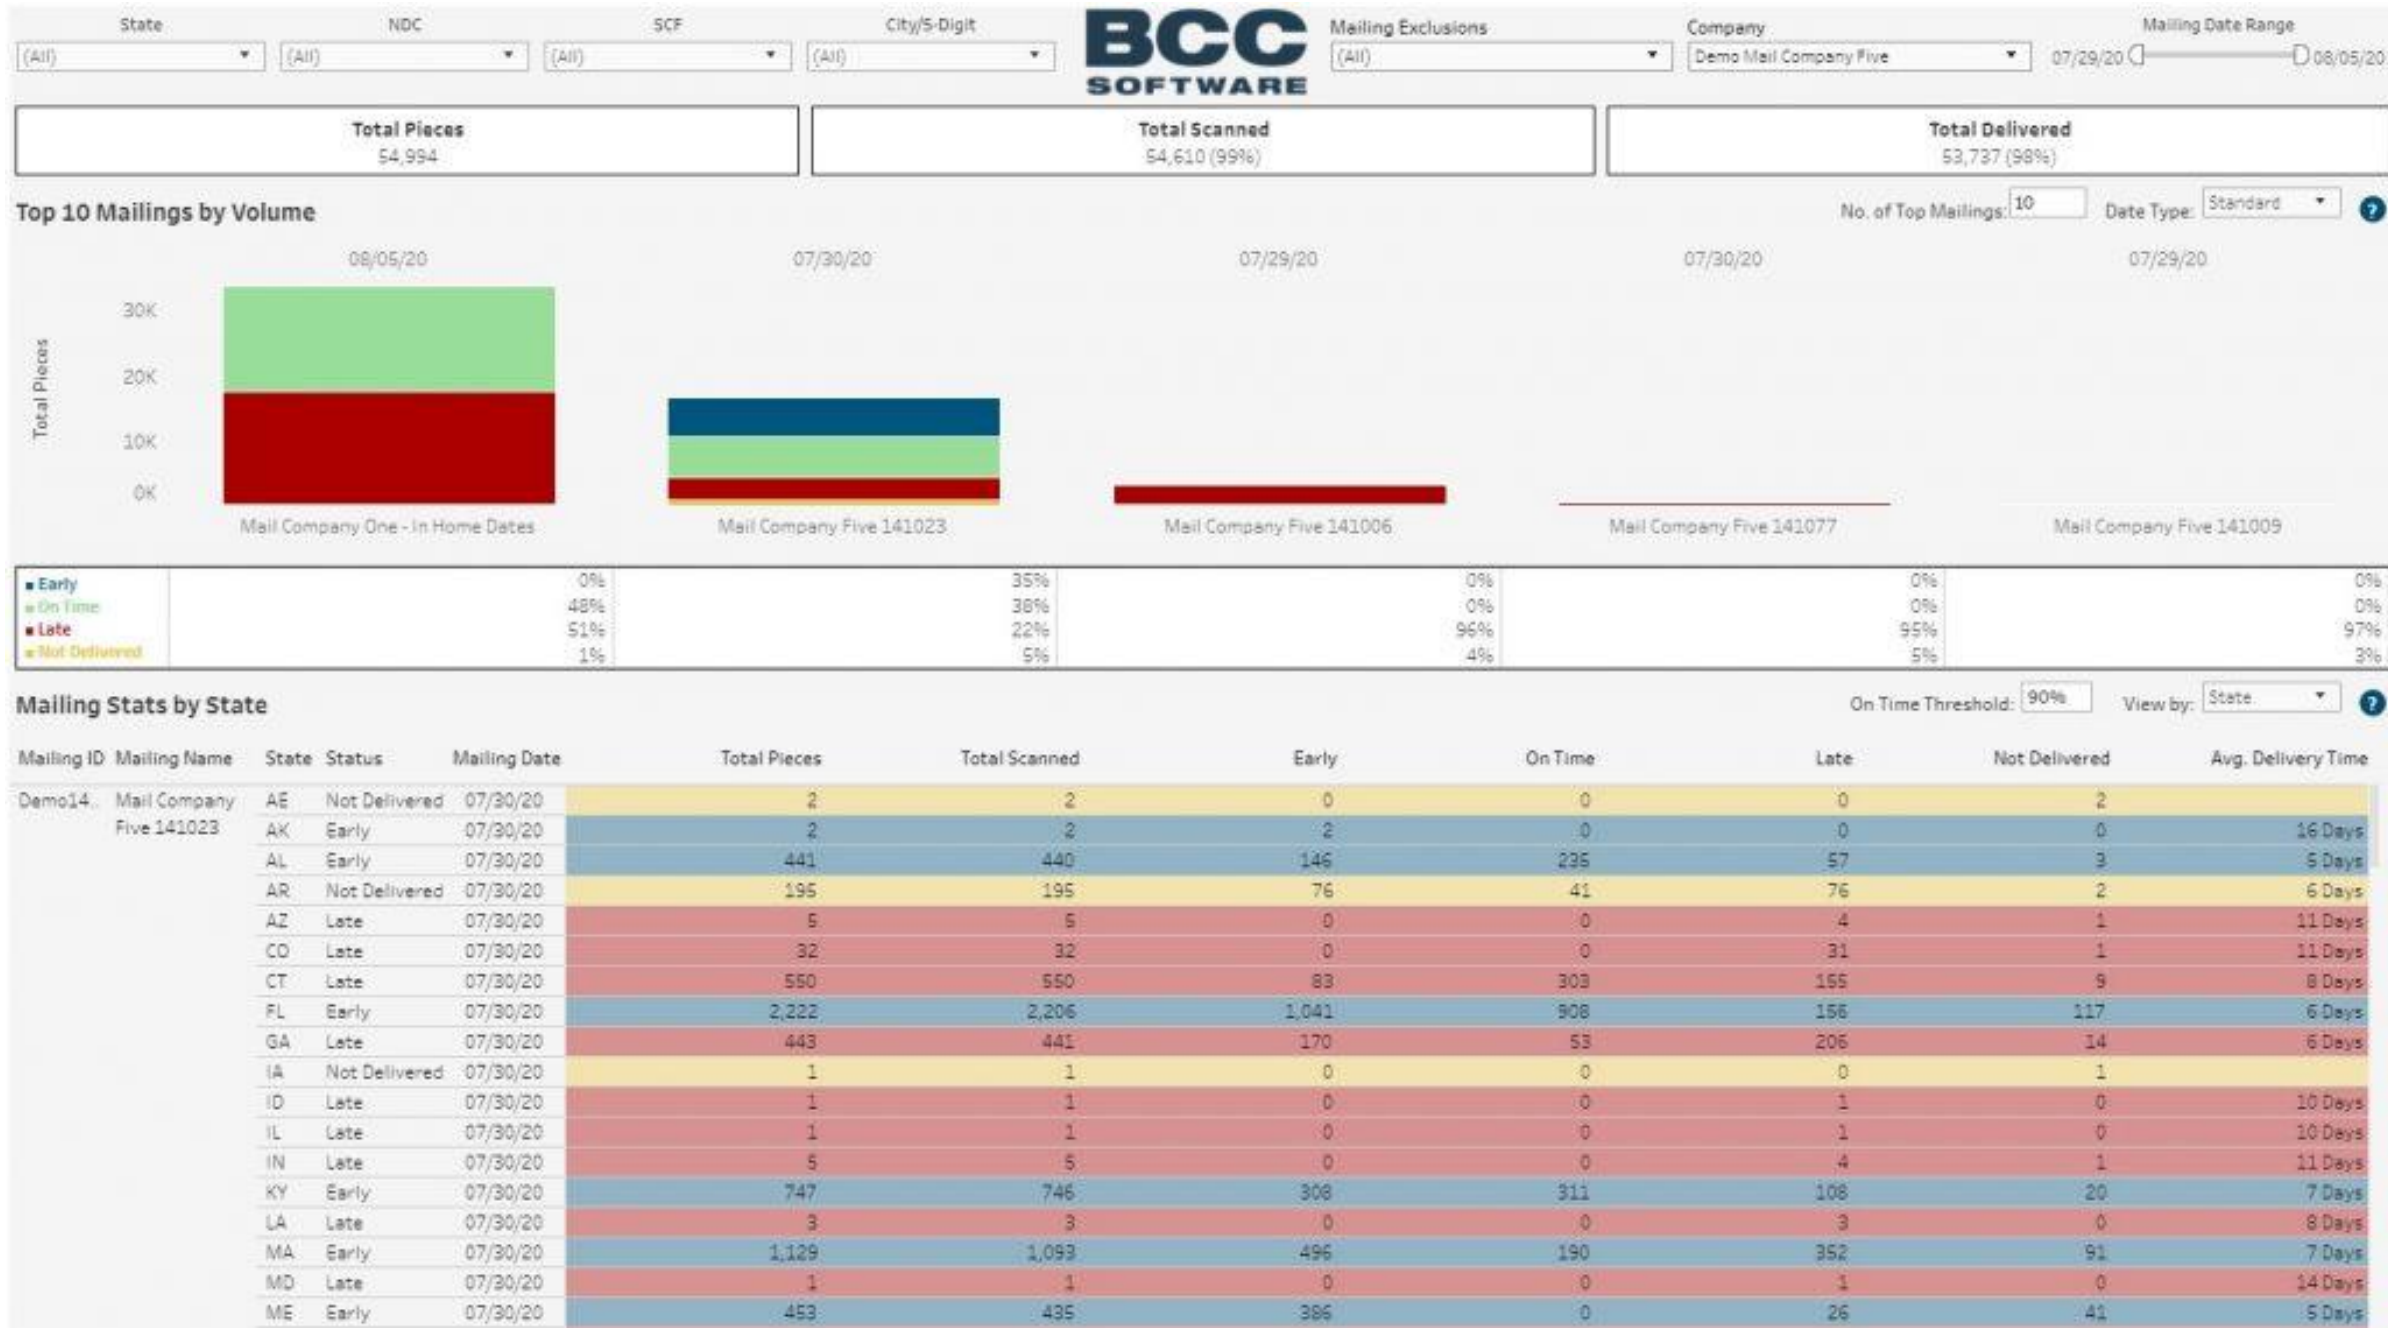 State NDC SCF City/5-Digit Mailing Exclusions Company Mailing Date Range
(All) (All) (All) (All) (All) Demo Mail Company Five 07/29/20 08/05/20
BCC
SOFTWARE
Total Pieces Total Scanned Total Delivered
54,994 54,610 (99%) 53,737 (98%)
Top 10 Mailings by Volume No. of Top Mailings: 10 Date Type: Standard ?
08/05/20 07/30/20 07/29/20 07/30/20 07/29/20
Total Pieces
30K
20K
10K
0K
Mail Company One - In Home Dates Mail Company Five 141023 Mail Company Five 141006 Mail Company Five 141077 Mail Company Five 141009
Early 0% 35% 0% 0% 0%
On Time 48% 38% 0% 0% 0%
Late 51% 22% 96% 95% 97%
Not Delivered 1% 5% 4% 5% 3%
Mailing Stats by State On Time Threshold: 90% View by: State ?
Mailing ID Mailing Name State Status Mailing Date Total Pieces Total Scanned Early On Time Late Not Delivered Avg. Delivery Time
Demo14.. Mail Company AE Not Delivered 07/30/20 2 2 0 0 0 2
Five 141023 AK Early 07/30/20 2 2 2 0 0 0 16 Days
AL Early 07/30/20 441 440 146 235 57 3 5 Days
AR Not Delivered 07/30/20 195 195 76 41 76 2 6 Days
AZ Late 07/30/20 5 5 0 0 4 1 11 Days
CO Late 07/30/20 32 32 0 0 31 1 11 Days
CT Late 07/30/20 550 550 83 303 155 9 8 Days
FL Early 07/30/20 2,222 2,206 1,041 908 156 117 6 Days
GA Late 07/30/20 443 441 170 53 206 14 6 Days
IA Not Delivered 07/30/20 1 1 0 0 0 1
ID Late 07/30/20 1 1 0 0 1 0 10 Days
IL Late 07/30/20 1 1 0 0 1 0 10 Days
IN Late 07/30/20 5 5 0 0 4 1 11 Days
KY Early 07/30/20 747 746 308 311 108 20 7 Days
LA Late 07/30/20 3 3 0 0 3 0 8 Days
MA Early 07/30/20 1,129 1,093 496 190 352 91 7 Days
MD Late 07/30/20 1 1 0 0 1 0 14 Days
ME Early 07/30/20 453 435 386 0 26 41 5 Days